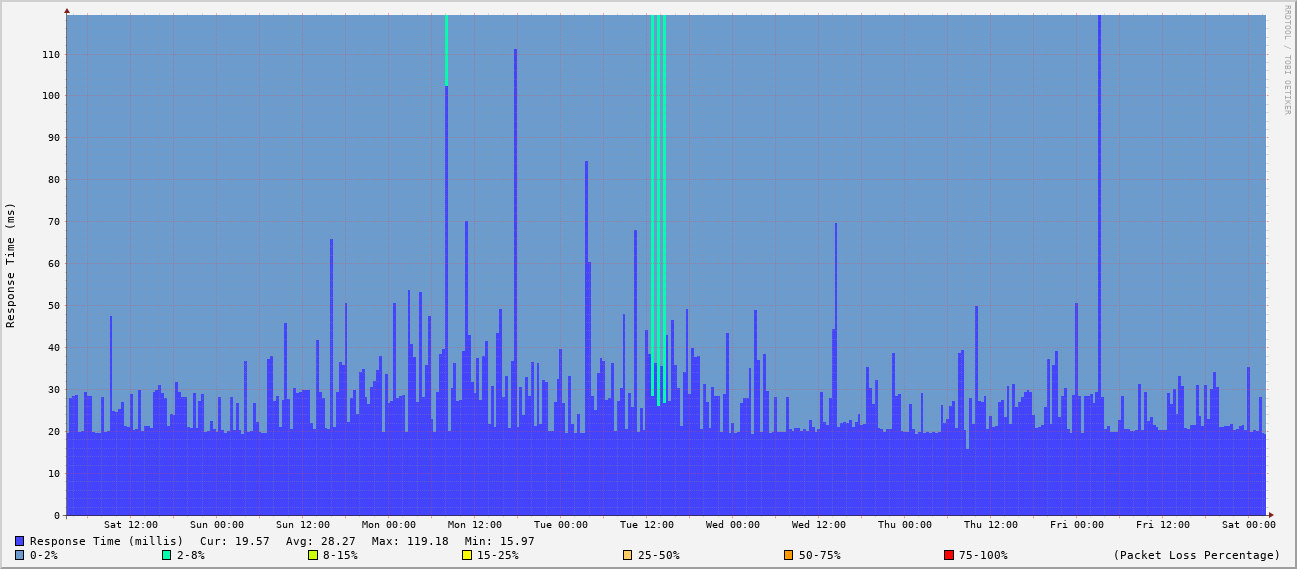 RRDTOOL / TOBI OETIKER
Response Time (ms)
110
100
90
80
70
60
50
40
30
20
10
0
Sat 12:00 Sun 00:00 Sun 12:00 Mon 00:00 Mon 12:00 Tue 00:00 Tue 12:00 Wed 00:00 Wed 12:00 Thu 00:00 Thu 12:00 Fri 00:00 Fri 12:00 Sat 00:00
Response Time (millis) Cur: 19.57 Avg: 28.27 Max: 119.18 Min: 15.97
0-2% 2-8% 8-15% 15-25% 25-50% 50-75% 75-100% (Packet Loss Percentage)